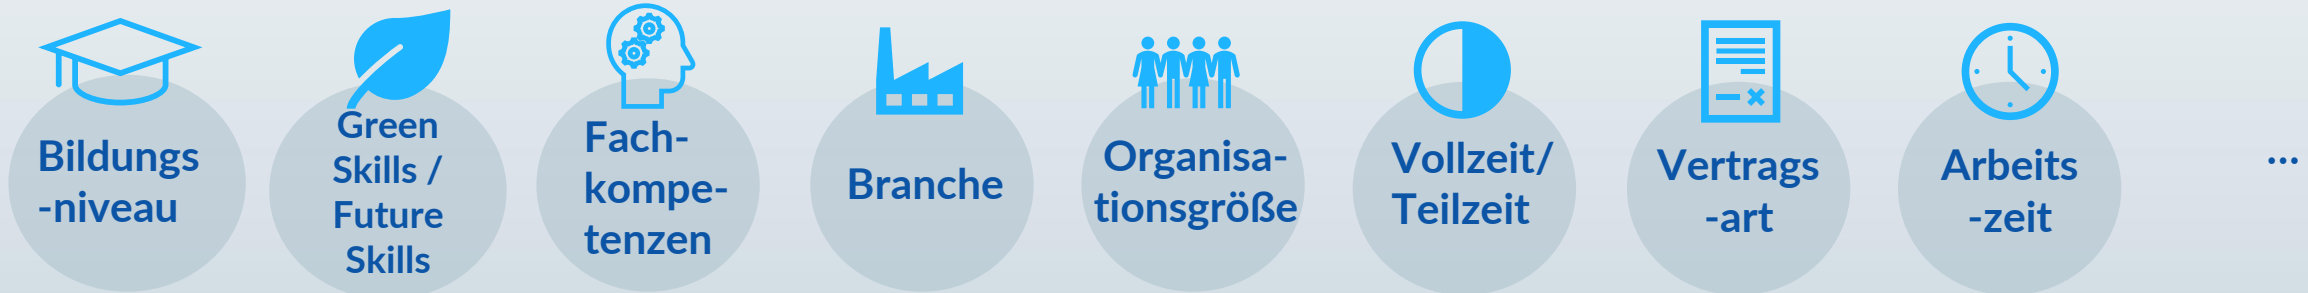 Bildungs
-niveau
Green
Skills /
Future
Skills
Fach-
kompe-
tenzen
Branche
Organisa-
tionsgröße
Vollzeit/
Teilzeit
Vertrags
-art
Arbeits
-zeit
...